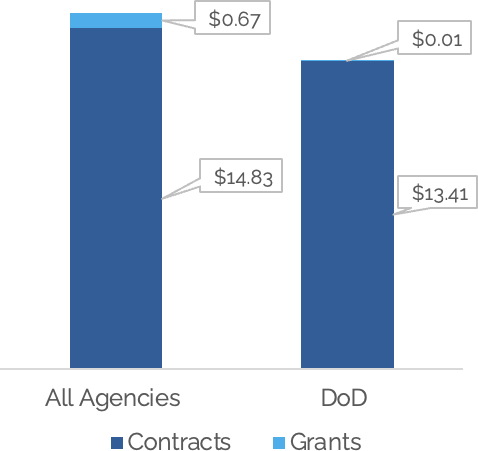 $0.67
$0.01
$14.83
$13.41
All Agencies
DoD
Contracts
Grants